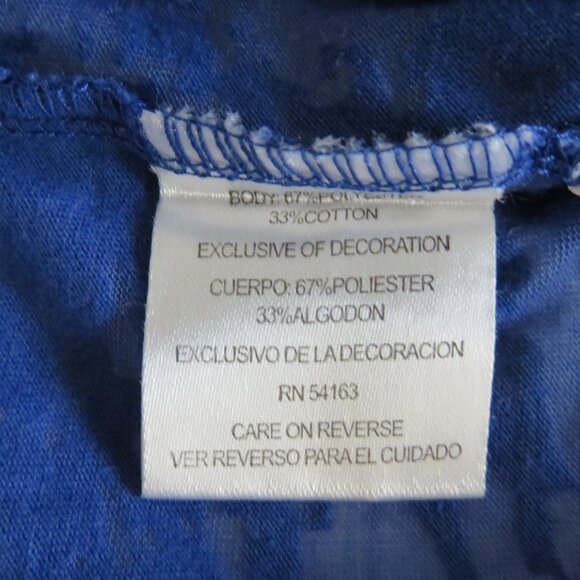 BODY: 67%POLYESTER
33%COTTON
EXCLUSIVE OF DECORATION
CUERPO: 67%POLIESTER
33%ALGODON
EXCLUSIVO DE LA DECORACION
RN 54163
CARE ON REVERSE
VER REVERSO PARA EL CUIDADO